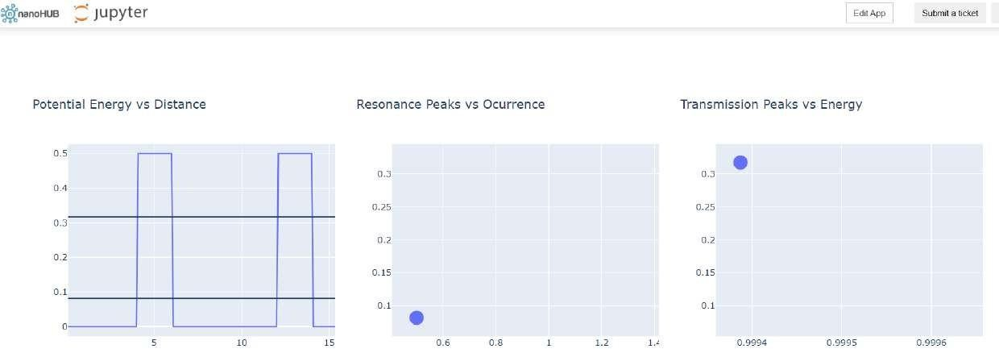 nanoHUB jupyter Edit App Submit a ticket
Potential Energy vs Distance
0.5
0.4
0.3
0.2
0.1
0
5 10 15
Resonance Peaks vs Ocurrence
0.3
0.25
0.2
0.15
0.1
0.6 0.8 1 1.2 1.4
Transmission Peaks vs Energy
0.3
0.25
0.2
0.15
0.1
0.9994 0.9995 0.9996